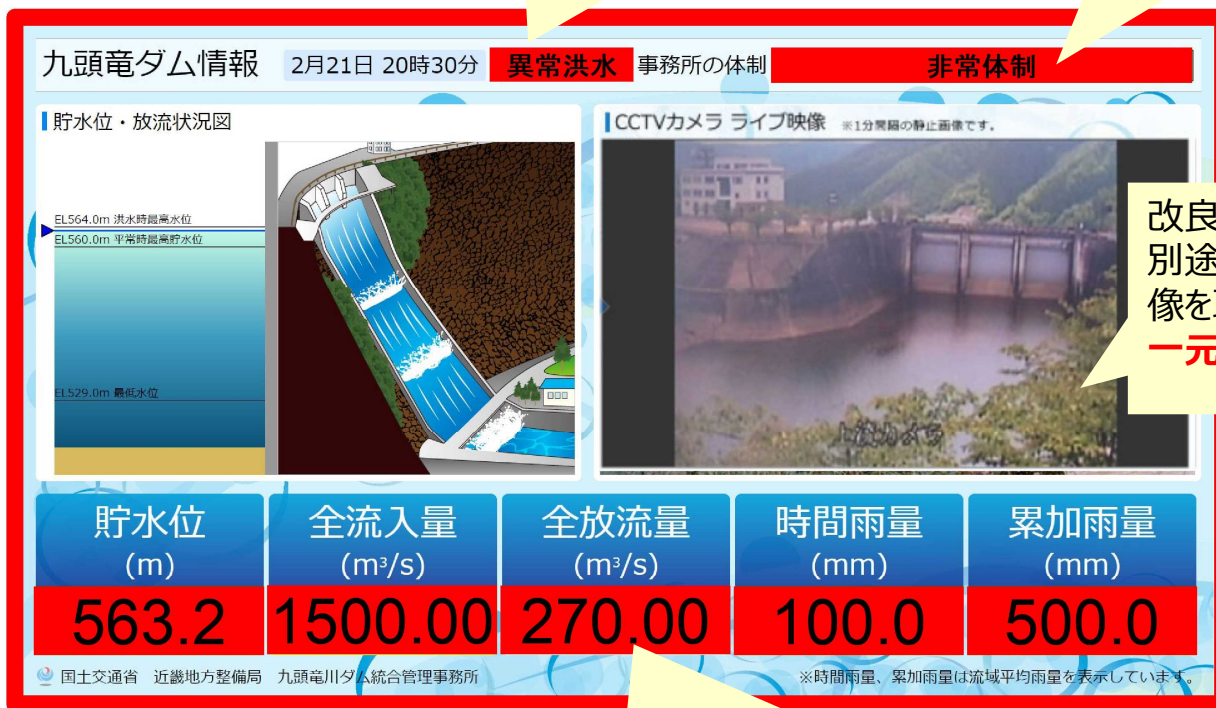 九頭竜ダム情報 2月21日 20時30分 異常洪水 事務所の体制 非常体制
貯水位・放流状況図
EL564.0m 洪水時最高水位
EL560.0m 平常時最高貯水位
EL529.0m 最低水位
CCTVカメラ ライブ映像 ※1分間隔の静止画像です。
上流カメラ
改良
別途
像を
一元
貯水位 全流入量 全放流量 時間雨量 累加雨量
(m) (m³/s) (m³/s) (mm) (mm)
563.2 1500.00 270.00 100.0 500.0
国土交通省 近畿地方整備局 九頭竜川ダム統合管理事務所 ※時間雨量、累加雨量は流域平均雨量を表示しています。